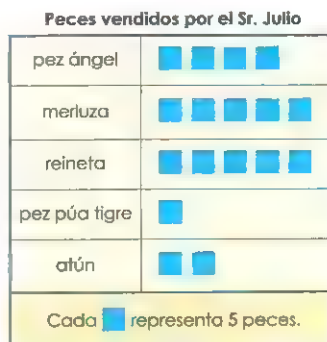 Peces vendidos por el Sr. Julio
pez ángel
merluza
reineta
pez púa tigre
atún
Cada representa 5 peces.